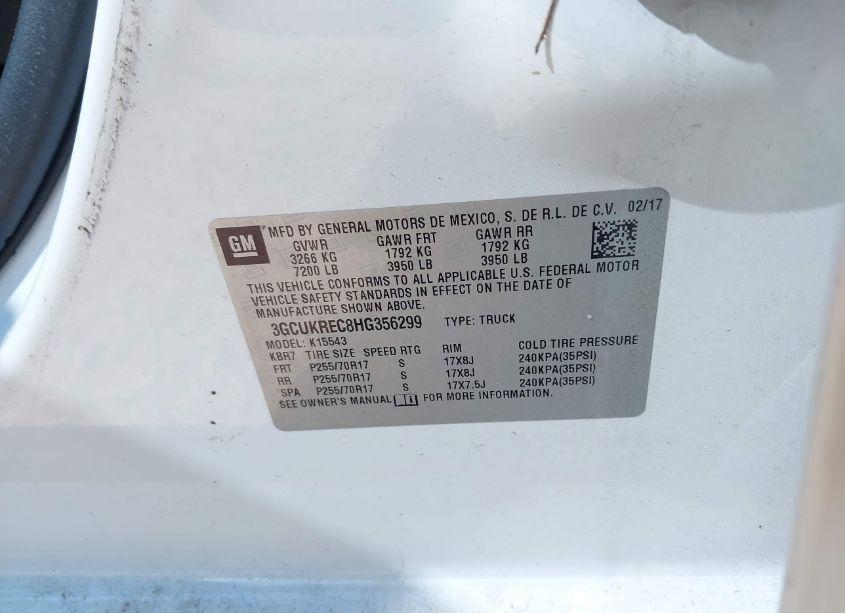 GM
MFD BY GENERAL MOTORS DE MEXICO, S. DE R.L. DE C.V. 02/17
GVWR GAWR FRT GAWR RR
3266 KG 1792 KG 1792 KG
7200 LB 3950 LB 3950 LB
THIS VEHICLE CONFORMS TO ALL APPLICABLE U.S. FEDERAL MOTOR
VEHICLE SAFETY STANDARDS IN EFFECT ON THE DATE OF
MANUFACTURE SHOWN ABOVE.
3GCUKREC8HG356299 TYPE: TRUCK
MODEL: K15543
KBR7 TIRE SIZE SPEED RTG RIM COLD TIRE PRESSURE
FRT P255/70R17 S 17X8J 240KPA(35PSI)
RR P255/70R17 S 17X8J 240KPA(35PSI)
SPA P255/70R17 S 17X7.5J 240KPA(35PSI)
SEE OWNER'S MANUAL i FOR MORE INFORMATION.